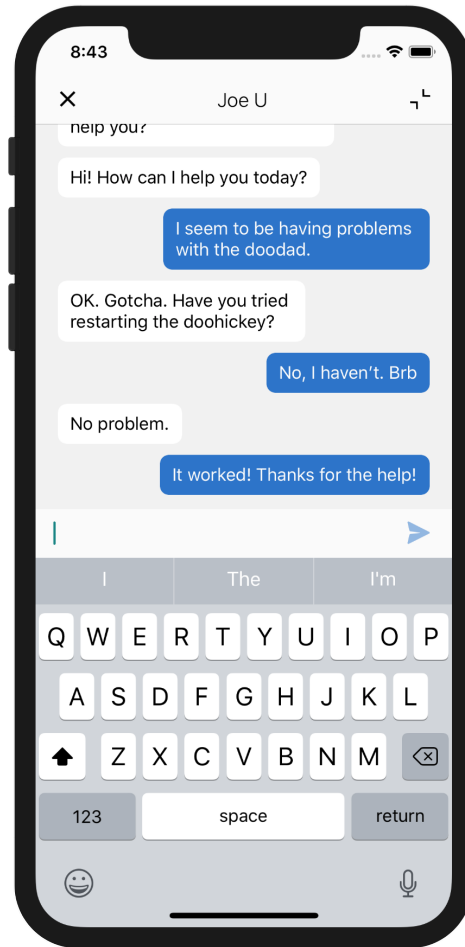 8:43
Joe U
help you?
Hi! How can I help you today?
I seem to be having problems
with the doodad.
OK. Gotcha. Have you tried
restarting the doohickey?
No, I haven't. Brb
No problem.
It worked! Thanks for the help!
I The I'm
Q W E R T Y U I O P
A S D F G H J K L
Z X C V B N M
123 space return